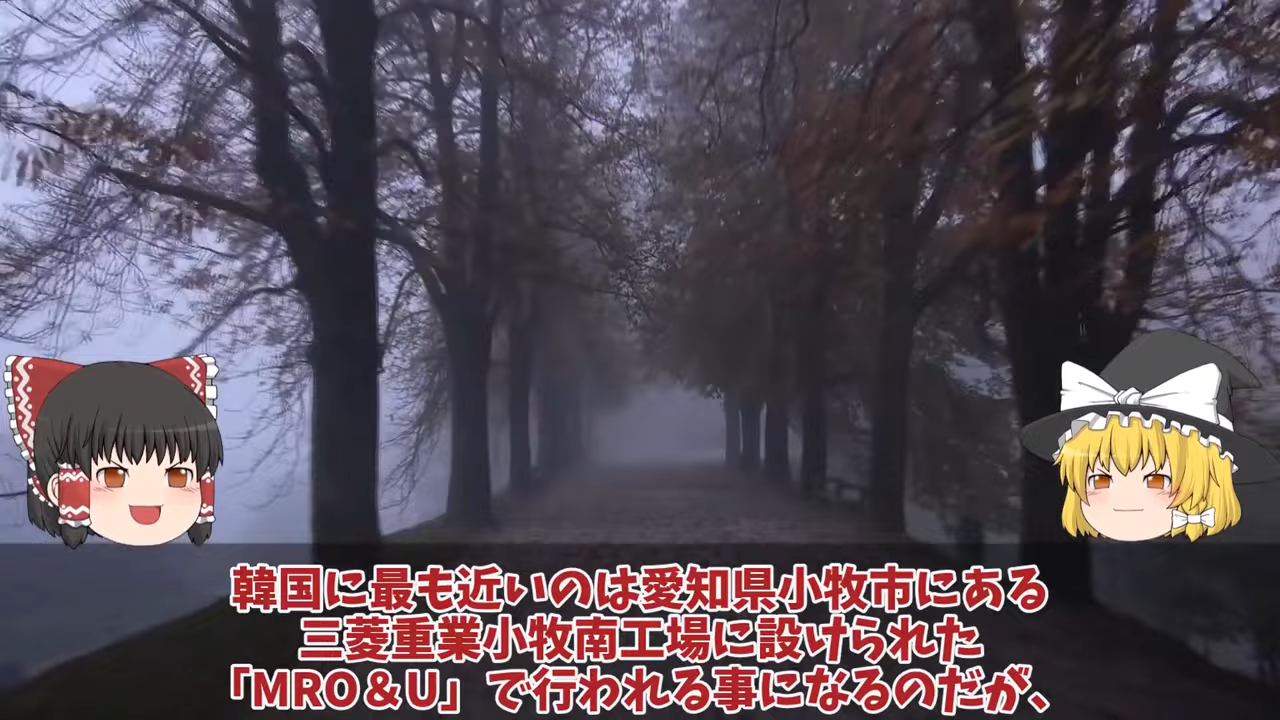 韓国に最も近いのは愛知県小牧市にある
三菱重業小牧南工場に設けられた
「MRO＆U」で行われる事になるのだが、